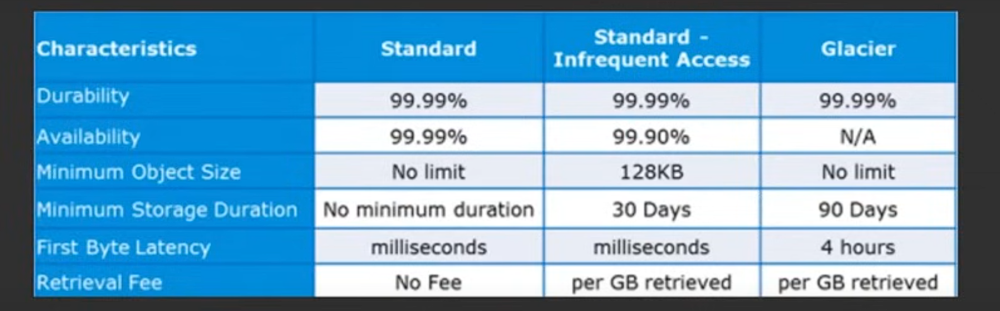 Characteristics Standard Standard - Infrequent Access Glacier
Durability 99.99% 99.99% 99.99%
Availability 99.99% 99.90% N/A
Minimum Object Size No limit 128KB No limit
Minimum Storage Duration No minimum duration 30 Days 90 Days
First Byte Latency milliseconds milliseconds 4 hours
Retrieval Fee No Fee per GB retrieved per GB retrieved